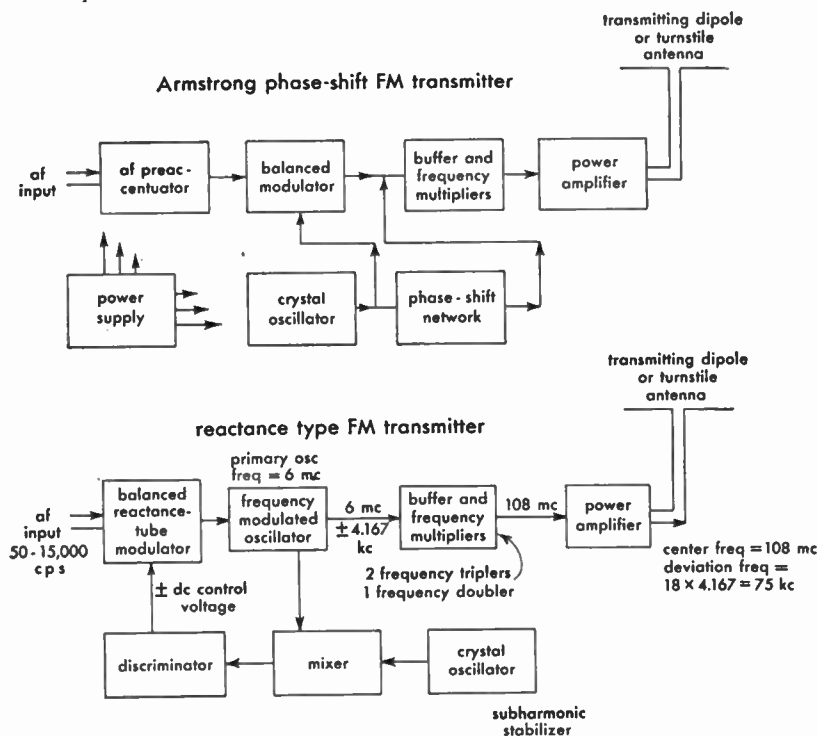 transmitting dipole
or turnstile
antenna
Armstrong phase-shift FM transmitter
af
input
af preac-
centuator
balanced
modulator
buffer and
frequency
multipliers
power
amplifier
power
supply
crystal
oscillator
phase-shift
network
transmitting dipole
or turnstile
antenna
reactance type FM transmitter
primary osc
freq = 6 mc
af
input
50-15,000
cps
balanced
reactance-
tube
modulator
frequency
modulated
oscillator
6 mc
± 4.167
kc
buffer and
frequency
multipliers
108 mc
power
amplifier
center freq = 108 mc
deviation freq =
18 × 4.167 = 75 kc
2 frequency triplers
1 frequency doubler
± dc control
voltage
discriminator
mixer
crystal
oscillator
subharmonic
stabilizer